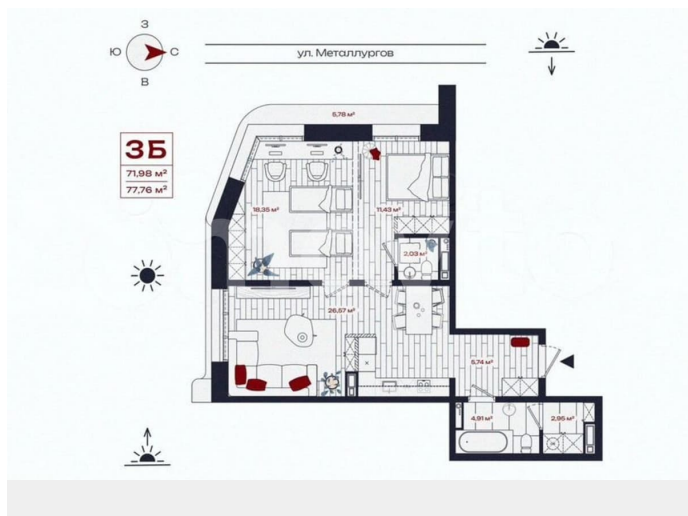 З
Ю
С
В
ул. Металлургов
3Б
71,98 м²
77,76 м²
5,78 м²
18,35 м²
11,43 м²
2,03 м²
26,57 м²
5,74 м²
4,91 м²
2,95 м²